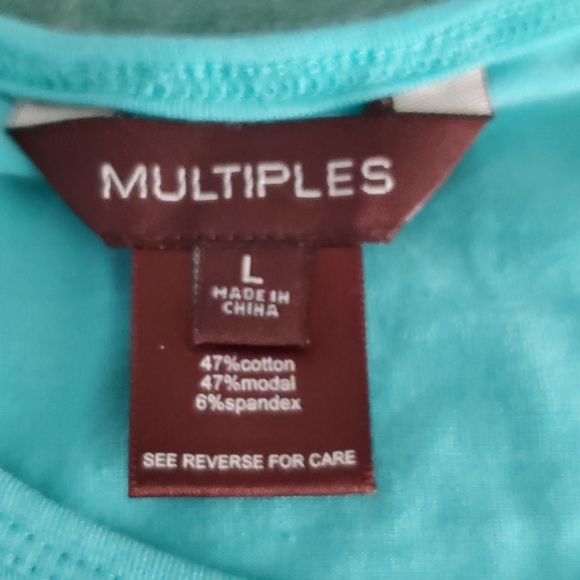 MULTIPLES
L
MADE IN
CHINA
47%cotton
47%modal
6%spandex
SEE REVERSE FOR CARE